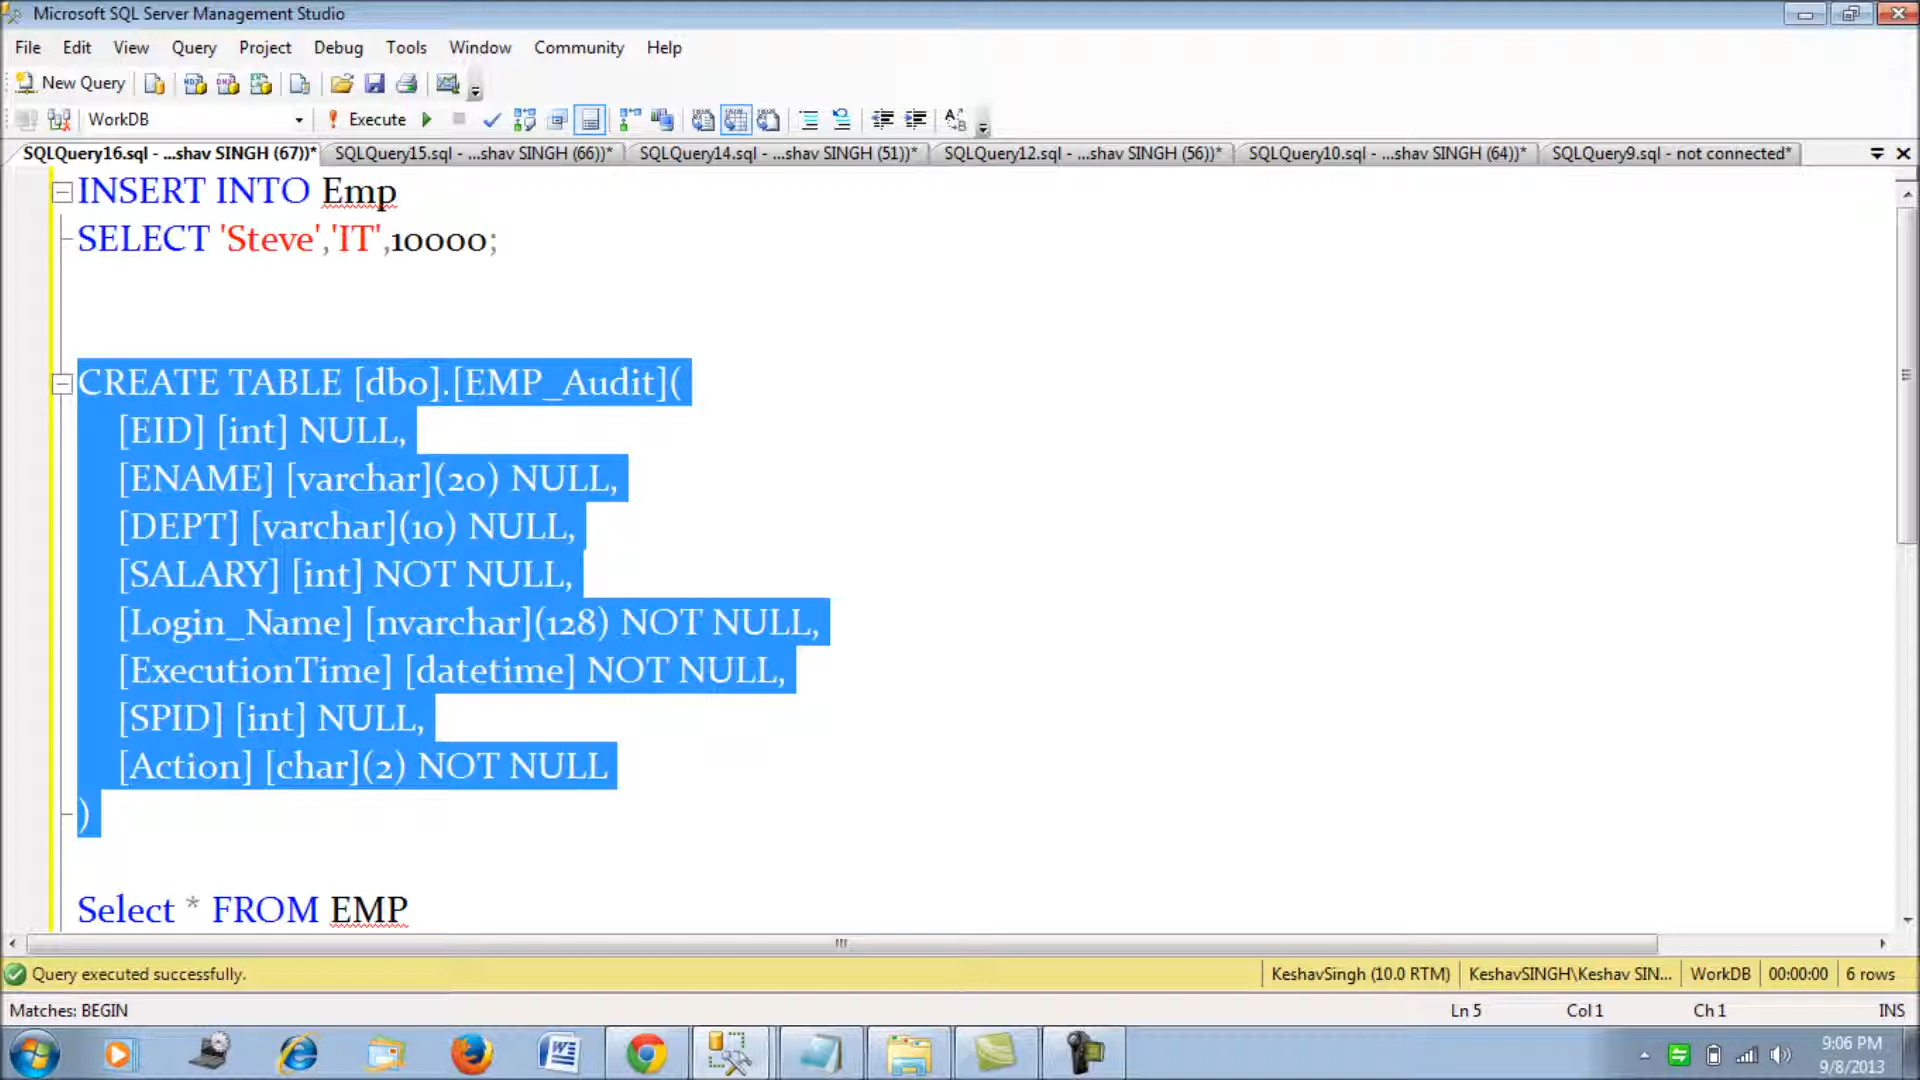 Microsoft SQL Server Management Studio
File Edit View Query Project Debug Tools Window Community Help
New Query
WorkDB Execute
SQLQuery16.sql - ...shav SINGH (67))* SQLQuery15.sql - ...shav SINGH (66))* SQLQuery14.sql - ...shav SINGH (51))* SQLQuery12.sql - ...shav SINGH (56))* SQLQuery10.sql - ...shav SINGH (64))* SQLQuery9.sql - not connected*
INSERT INTO Emp
SELECT 'Steve','IT',10000;
CREATE TABLE [dbo].[EMP_Audit](
[EID] [int] NULL,
[ENAME] [varchar](20) NULL,
[DEPT] [varchar](10) NULL,
[SALARY] [int] NOT NULL,
[Login_Name] [nvarchar](128) NOT NULL,
[ExecutionTime] [datetime] NOT NULL,
[SPID] [int] NULL,
[Action] [char](2) NOT NULL
)
Select * FROM EMP
Query executed successfully. KeshavSingh (10.0 RTM) KeshavSINGH\Keshav SIN... WorkDB 00:00:00 6 rows
Matches: BEGIN Ln 5 Col 1 Ch 1 INS
9:06 PM
9/8/2013